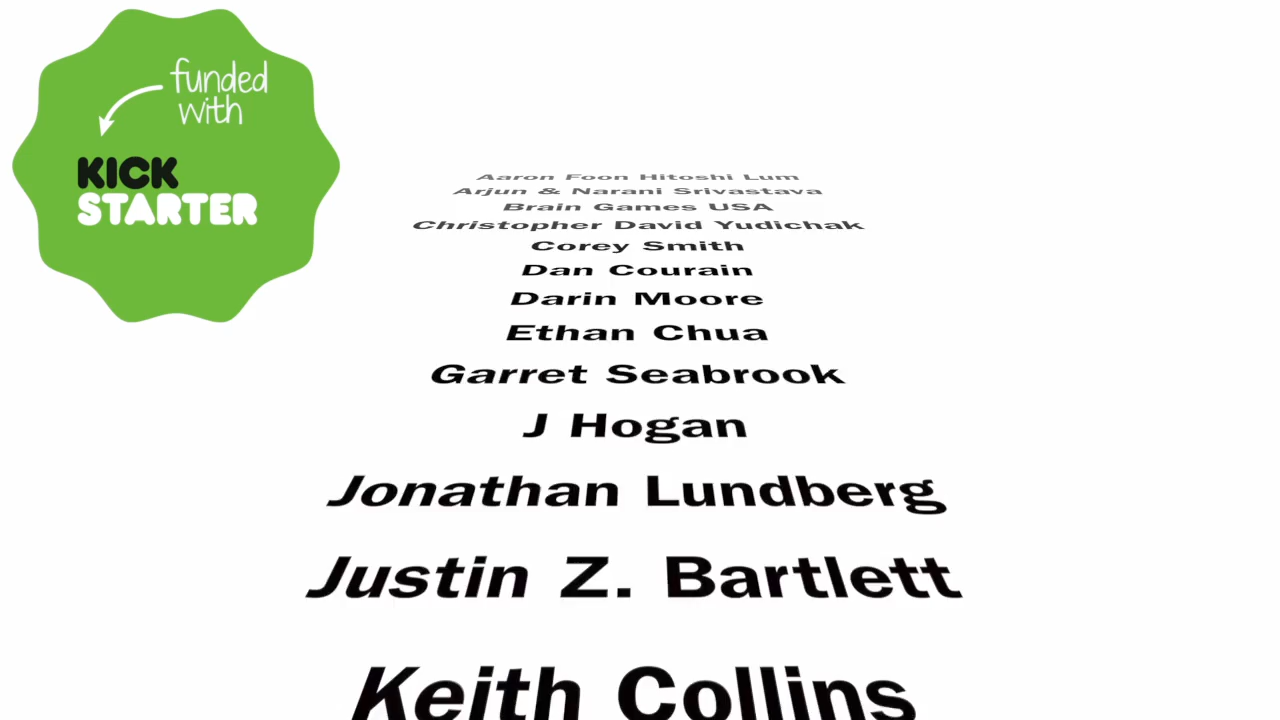 funded
with
KICK
STARTER
Aaron Foon Hitoshi Lum
Arjun & Narani Srivastava
Brain Games USA
Christopher David Yudichak
Corey Smith
Dan Courain
Darin Moore
Ethan Chua
Garret Seabrook
J Hogan
Jonathan Lundberg
Justin Z. Bartlett
Keith Collins